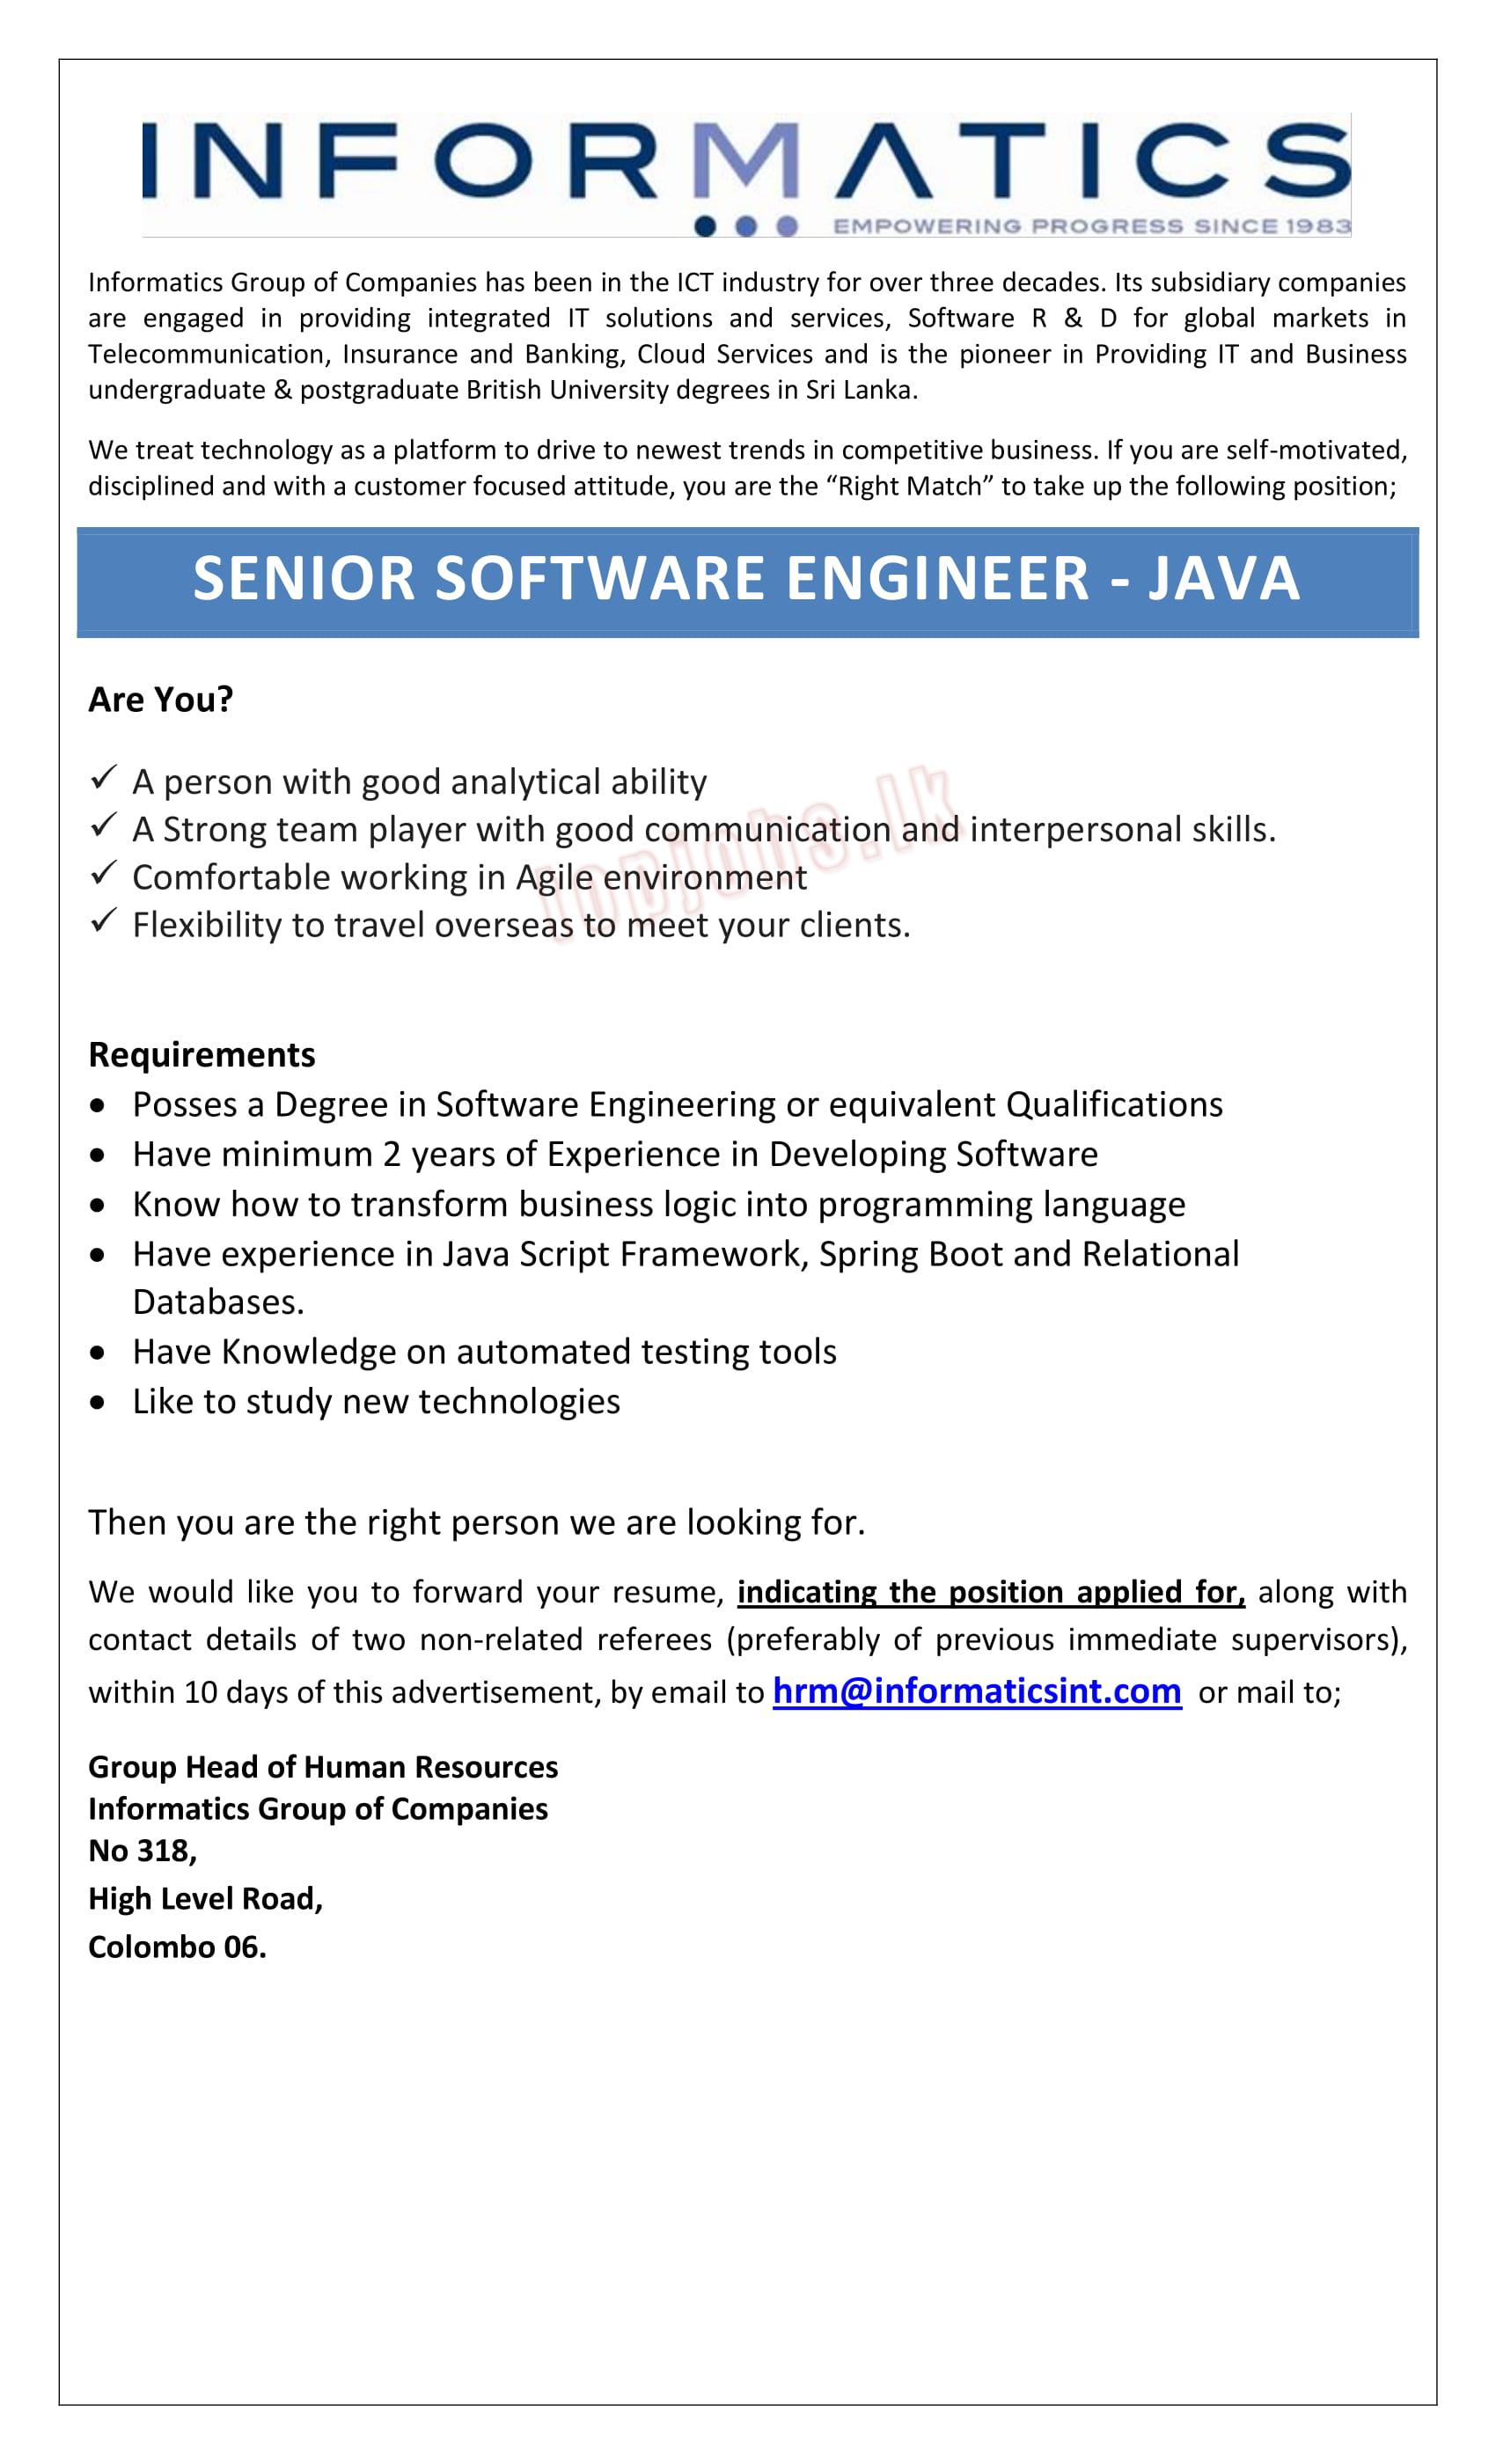 INFORMATICS
EMPOWERING PROGRESS SINCE 1983
Informatics Group of Companies has been in the ICT industry for over three decades. Its subsidiary companies
are engaged in providing integrated IT solutions and services, Software R & D for global markets in
Telecommunication, Insurance and Banking, Cloud Services and is the pioneer in Providing IT and Business
undergraduate & postgraduate British University degrees in Sri Lanka.
We treat technology as a platform to drive to newest trends in competitive business. If you are self-motivated,
disciplined and with a customer focused attitude, you are the “Right Match” to take up the following position;
SENIOR SOFTWARE ENGINEER - JAVA
Are You?
✓ A person with good analytical ability
✓ A Strong team player with good communication and interpersonal skills.
✓ Comfortable working in Agile environment
✓ Flexibility to travel overseas to meet your clients.
topjobs.lk
Requirements
• Posses a Degree in Software Engineering or equivalent Qualifications
• Have minimum 2 years of Experience in Developing Software
• Know how to transform business logic into programming language
• Have experience in Java Script Framework, Spring Boot and Relational
Databases.
• Have Knowledge on automated testing tools
• Like to study new technologies
Then you are the right person we are looking for.
We would like you to forward your resume, indicating the position applied for, along with
contact details of two non-related referees (preferably of previous immediate supervisors),
within 10 days of this advertisement, by email to hrm@informaticsint.com or mail to;
Group Head of Human Resources
Informatics Group of Companies
No 318,
High Level Road,
Colombo 06.